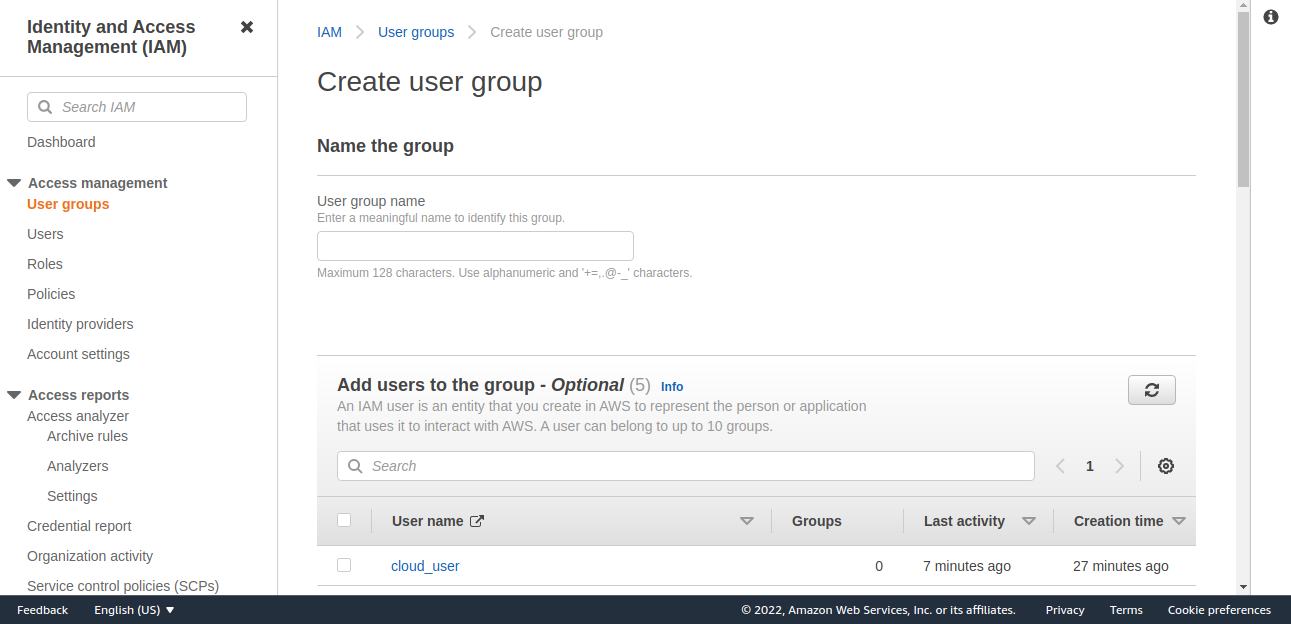 Identity and Access
Management (IAM)
Search IAM
Dashboard
Access management
User groups
Users
Roles
Policies
Identity providers
Account settings
Access reports
Access analyzer
Archive rules
Analyzers
Settings
Credential report
Organization activity
Service control policies (SCPs)
IAM
User groups
Create user group
Create user group
Name the group
User group name
Enter a meaningful name to identify this group.
Maximum 128 characters. Use alphanumeric and '+=,.@-_' characters.
Add users to the group - Optional (5) Info
An IAM user is an entity that you create in AWS to represent the person or application
that uses it to interact with AWS. A user can belong to up to 10 groups.
Search
1
User name Groups Last activity Creation time
cloud_user 0 7 minutes ago 27 minutes ago
Feedback English (US) © 2022, Amazon Web Services, Inc. or its affiliates. Privacy Terms Cookie preferences